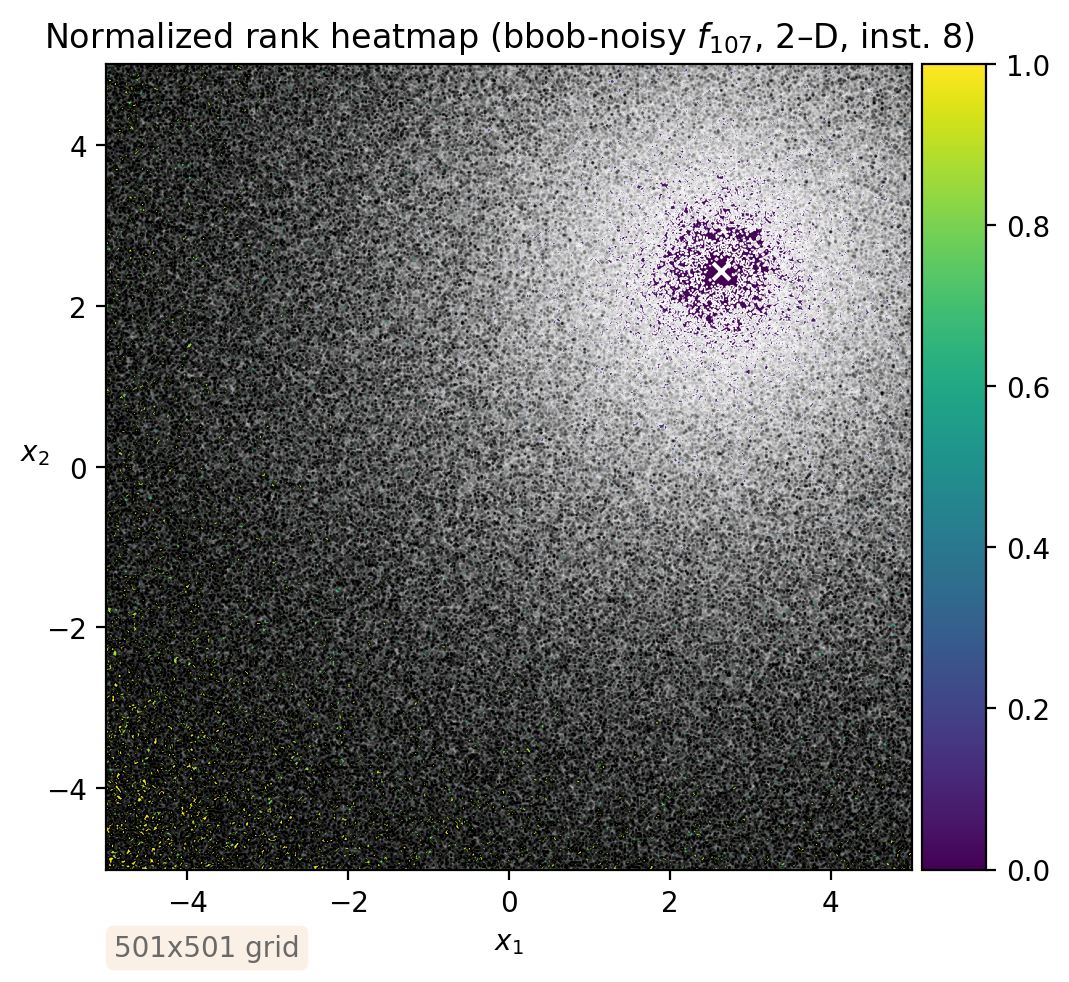 Normalized rank heatmap (bbob-noisy f₁₀₇, 2–D, inst. 8)
1.0
0.8
0.6
0.4
0.2
0.0
4
2
0
−2
−4
x₂
−4 −2 0 2 4
x₁
501x501 grid